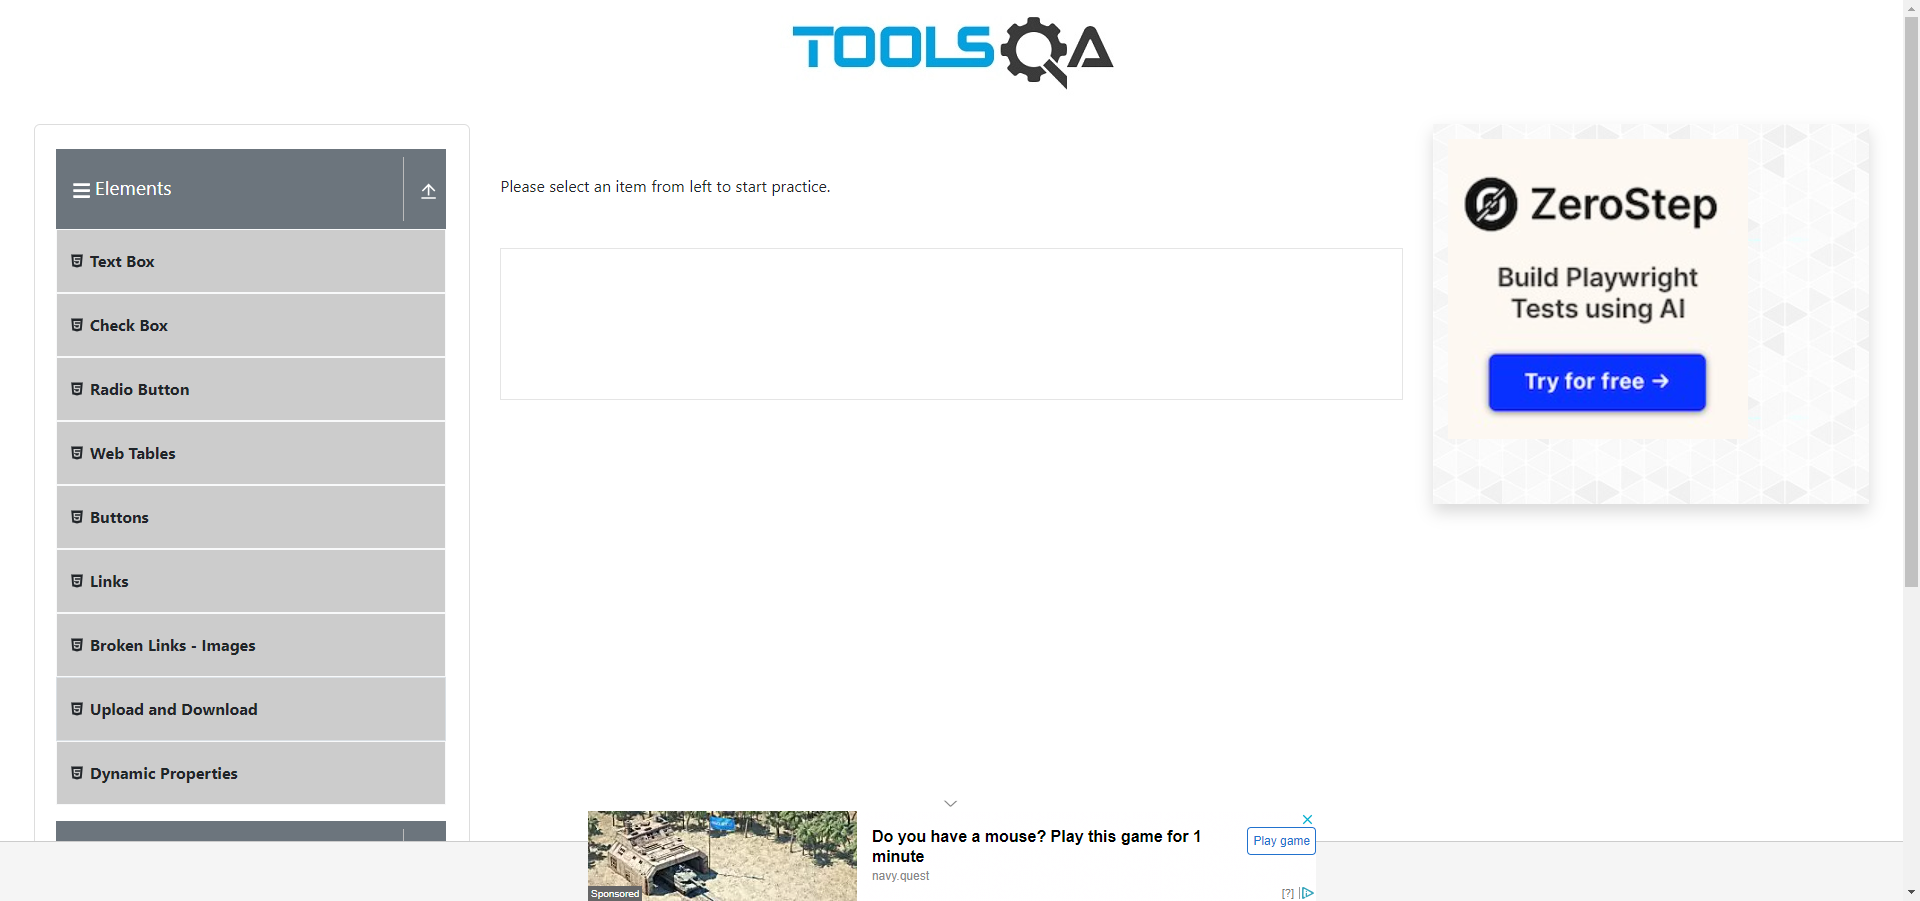 TOOLSQA
Elements
Text Box
Check Box
Radio Button
Web Tables
Buttons
Links
Broken Links - Images
Upload and Download
Dynamic Properties
Please select an item from left to start practice.
ZeroStep
Build Playwright
Tests using AI
Try for free →
Do you have a mouse? Play this game for 1
minute
navy.quest
Play game
Sponsored
[?]